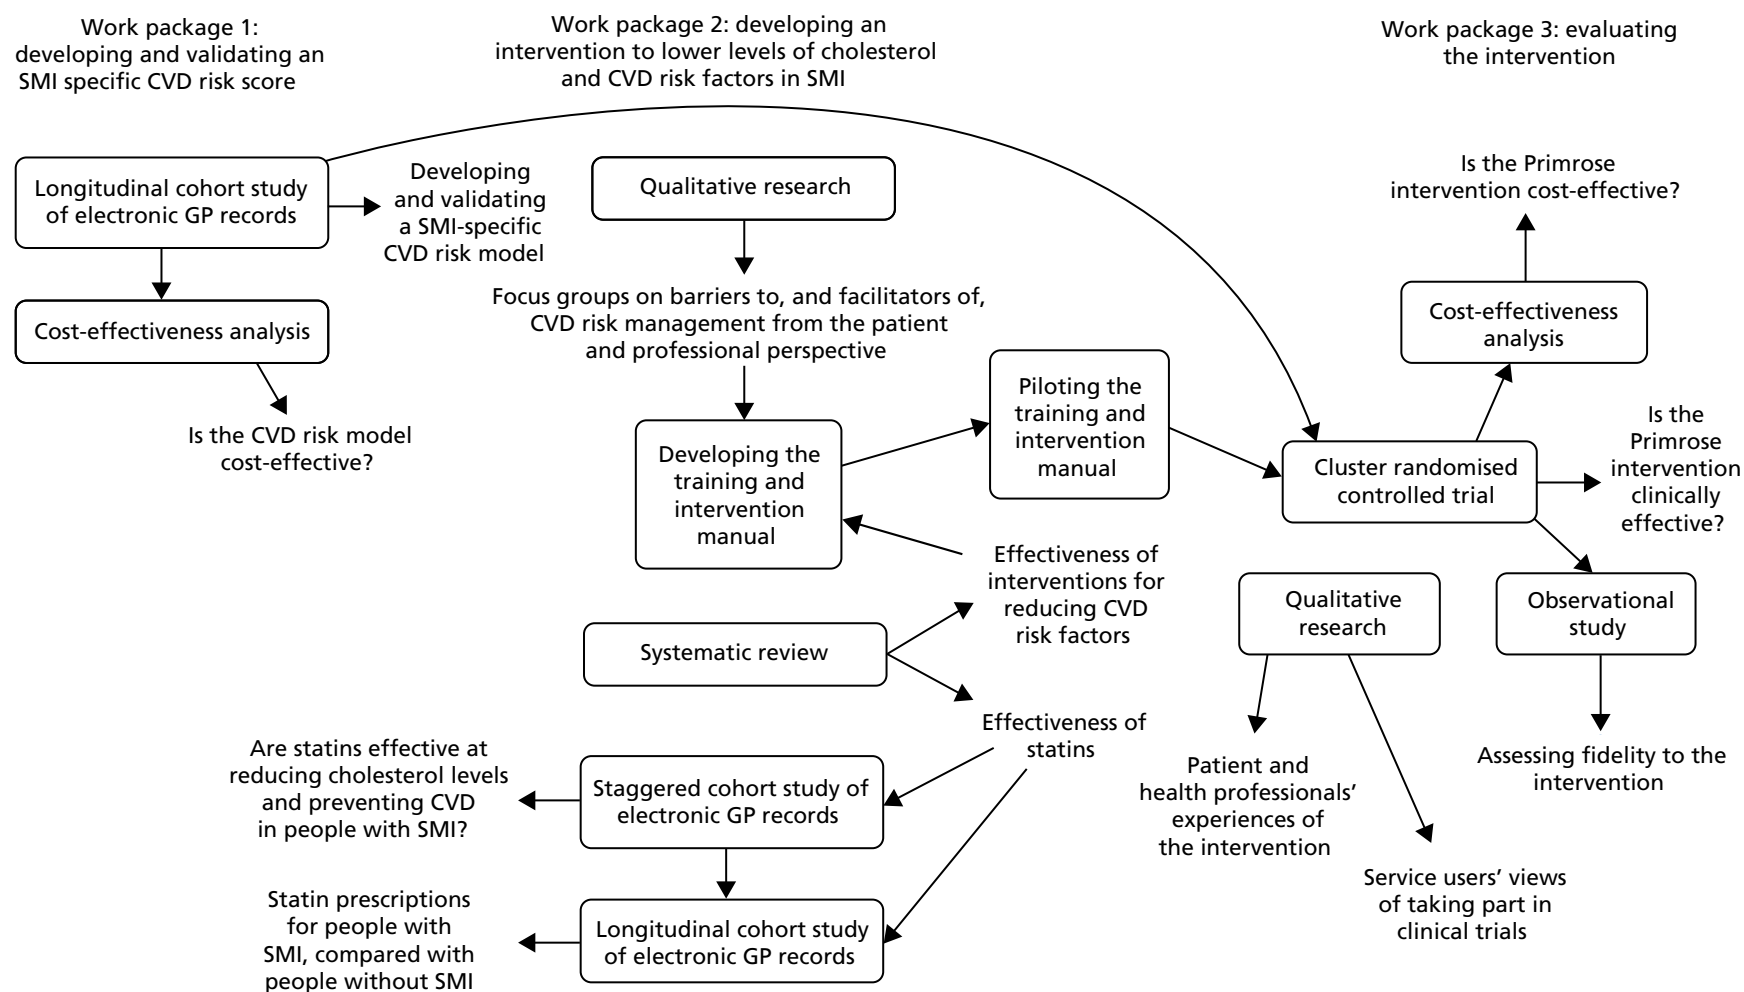 Work package 1:
developing and validating an
SMI specific CVD risk score
Work package 2: developing an
intervention to lower levels of cholesterol
and CVD risk factors in SMI
Work package 3: evaluating
the intervention
Longitudinal cohort study
of electronic GP records
Developing
and validating
a SMI-specific
CVD risk model
Cost-effectiveness analysis
Is the CVD risk model
cost-effective?
Qualitative research
Focus groups on barriers to, and facilitators of,
CVD risk management from the patient
and professional perspective
Developing the
training and
intervention
manual
Piloting the
training and
intervention
manual
Effectiveness of
interventions for
reducing CVD
risk factors
Systematic review
Effectiveness of
statins
Are statins effective at
reducing cholesterol levels
and preventing CVD
in people with SMI?
Staggered cohort study of
electronic GP records
Statin prescriptions
for people with
SMI, compared with
people without SMI
Longitudinal cohort study
of electronic GP records
Is the Primrose
intervention cost-effective?
Cost-effectiveness
analysis
Cluster randomised
controlled trial
Is the
Primrose
intervention
clinically
effective?
Qualitative
research
Observational
study
Patient and
health professionals’
experiences of
the intervention
Service users’ views
of taking part in
clinical trials
Assessing fidelity to the
intervention